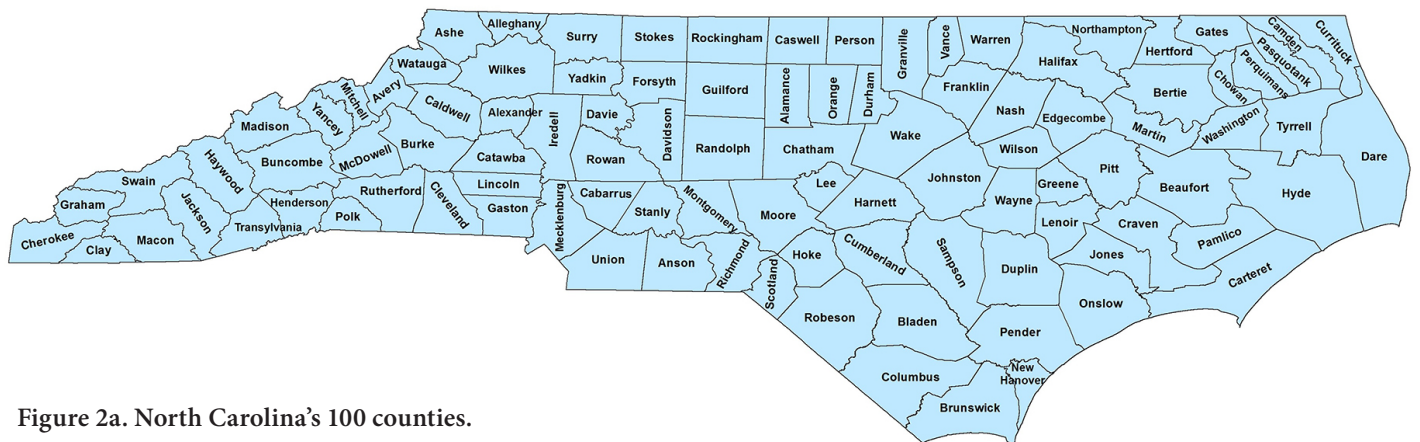 Alleghany
Ashe
Surry
Stokes
Rockingham
Caswell
Person
Granville
Vance
Warren
Northampton
Gates
Camden
Currituck
Hertford
Pasquotank
Perquimans
Chowan
Watauga
Wilkes
Halifax
Yadkin
Forsyth
Guilford
Alamance
Orange
Durham
Franklin
Bertie
Mitchell
Avery
Caldwell
Alexander
Iredell
Davie
Davidson
Nash
Edgecombe
Martin
Washington
Tyrrell
Dare
Madison
Yancey
Burke
Wake
Wilson
Randolph
Chatham
Haywood
Buncombe
McDowell
Catawba
Rowan
Pitt
Swain
Rutherford
Cleveland
Lincoln
Lee
Johnston
Greene
Beaufort
Hyde
Graham
Jackson
Henderson
Polk
Gaston
Mecklenburg
Cabarrus
Stanly
Montgomery
Moore
Harnett
Wayne
Lenoir
Craven
Pamlico
Transylvania
Cherokee
Clay
Macon
Union
Anson
Richmond
Scotland
Hoke
Cumberland
Sampson
Duplin
Jones
Carteret
Onslow
Robeson
Bladen
Pender
Columbus
New
Hanover
Brunswick
Figure 2a. North Carolina’s 100 counties.